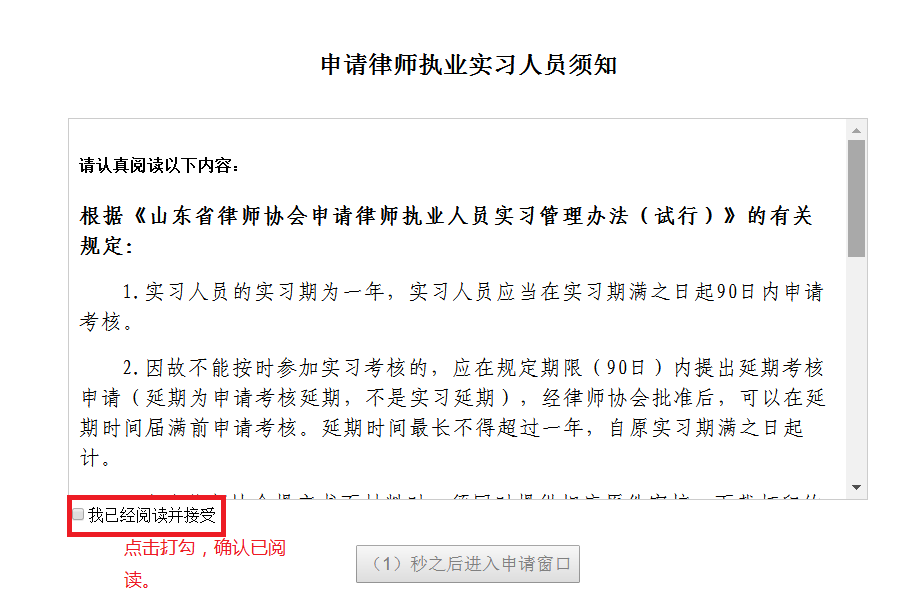 申请律师执业实习人员须知
请认真阅读以下内容：
根据《山东省律师协会申请律师执业人员实习管理办法（试行）》的有关
规定：
1.实习人员的实习期为一年，实习人员应当在实习期满之日起90日内申请
考核。
2.因故不能按时参加实习考核的，应在规定期限（90日）内提出延期考核
申请（延期为申请考核延期，不是实习延期），经律师协会批准后，可以在延
期时间届满前申请考核。延期时间最长不得超过一年，自原实习期满之日起
计。
我已经阅读并接受
点击打勾，确认已阅
读。
（1）秒之后进入申请窗口